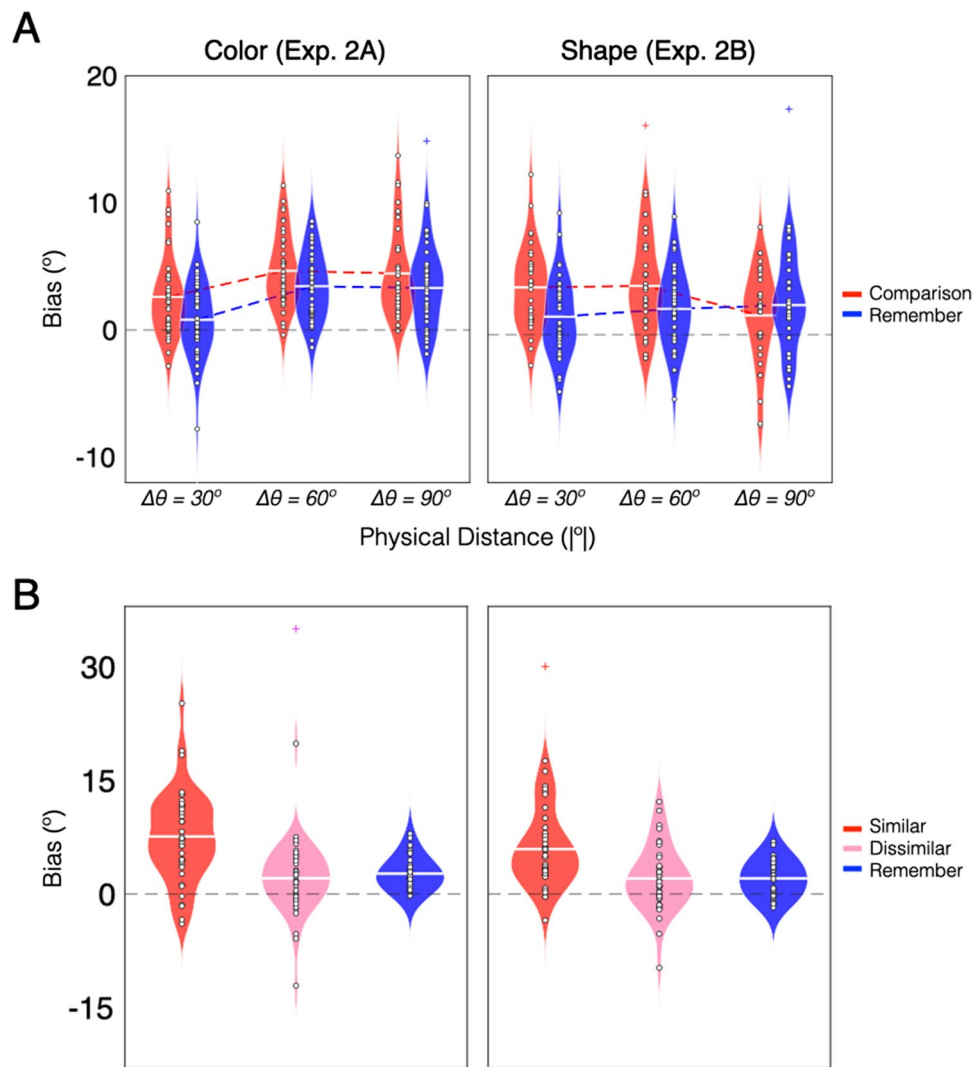 A
Color (Exp. 2A)
Shape (Exp. 2B)
20
10
0
-10
Bias (°)
Comparison
Remember
Δθ = 30°
Δθ = 60°
Δθ = 90°
Δθ = 30°
Δθ = 60°
Δθ = 90°
Physical Distance (|°|)
B
30
15
0
-15
Bias (°)
Similar
Dissimilar
Remember